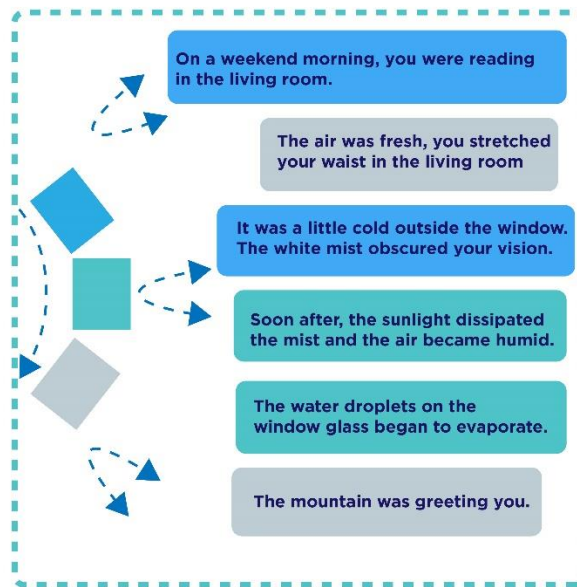 On a weekend morning, you were reading
in the living room.
The air was fresh, you stretched
your waist in the living room
It was a little cold outside the window.
The white mist obscured your vision.
Soon after, the sunlight dissipated
the mist and the air became humid.
The water droplets on the
window glass began to evaporate.
The mountain was greeting you.